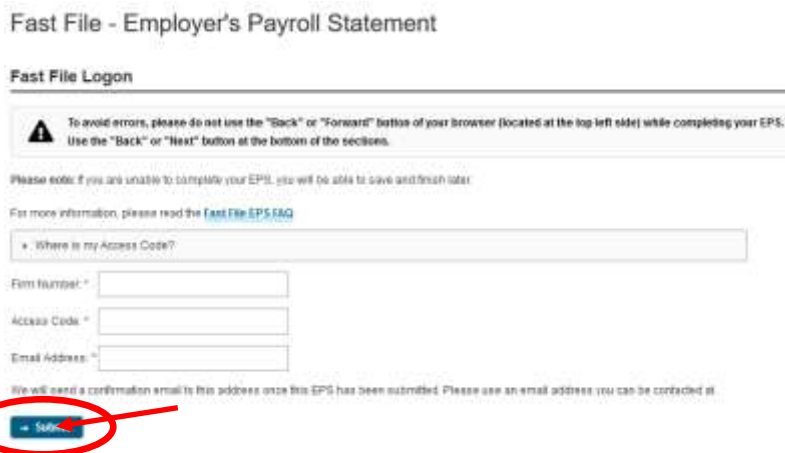 Fast File - Employer's Payroll Statement
Fast File Logon
To avoid errors, please do not use the "Back" or "Forward" button of your browser (located at the top left side) while completing your EPS.
Use the "Back" or "Next" button at the bottom of the sections.
Please note: If you are unable to complete your EPS, you will be able to save and finish later.
For more information, please read the Fast File EPS FAQ
Where is my Access Code?
Firm Number: *
Access Code: *
Email Address: *
We will send a confirmation email to this address once this EPS has been submitted. Please use an email address you can be contacted at.